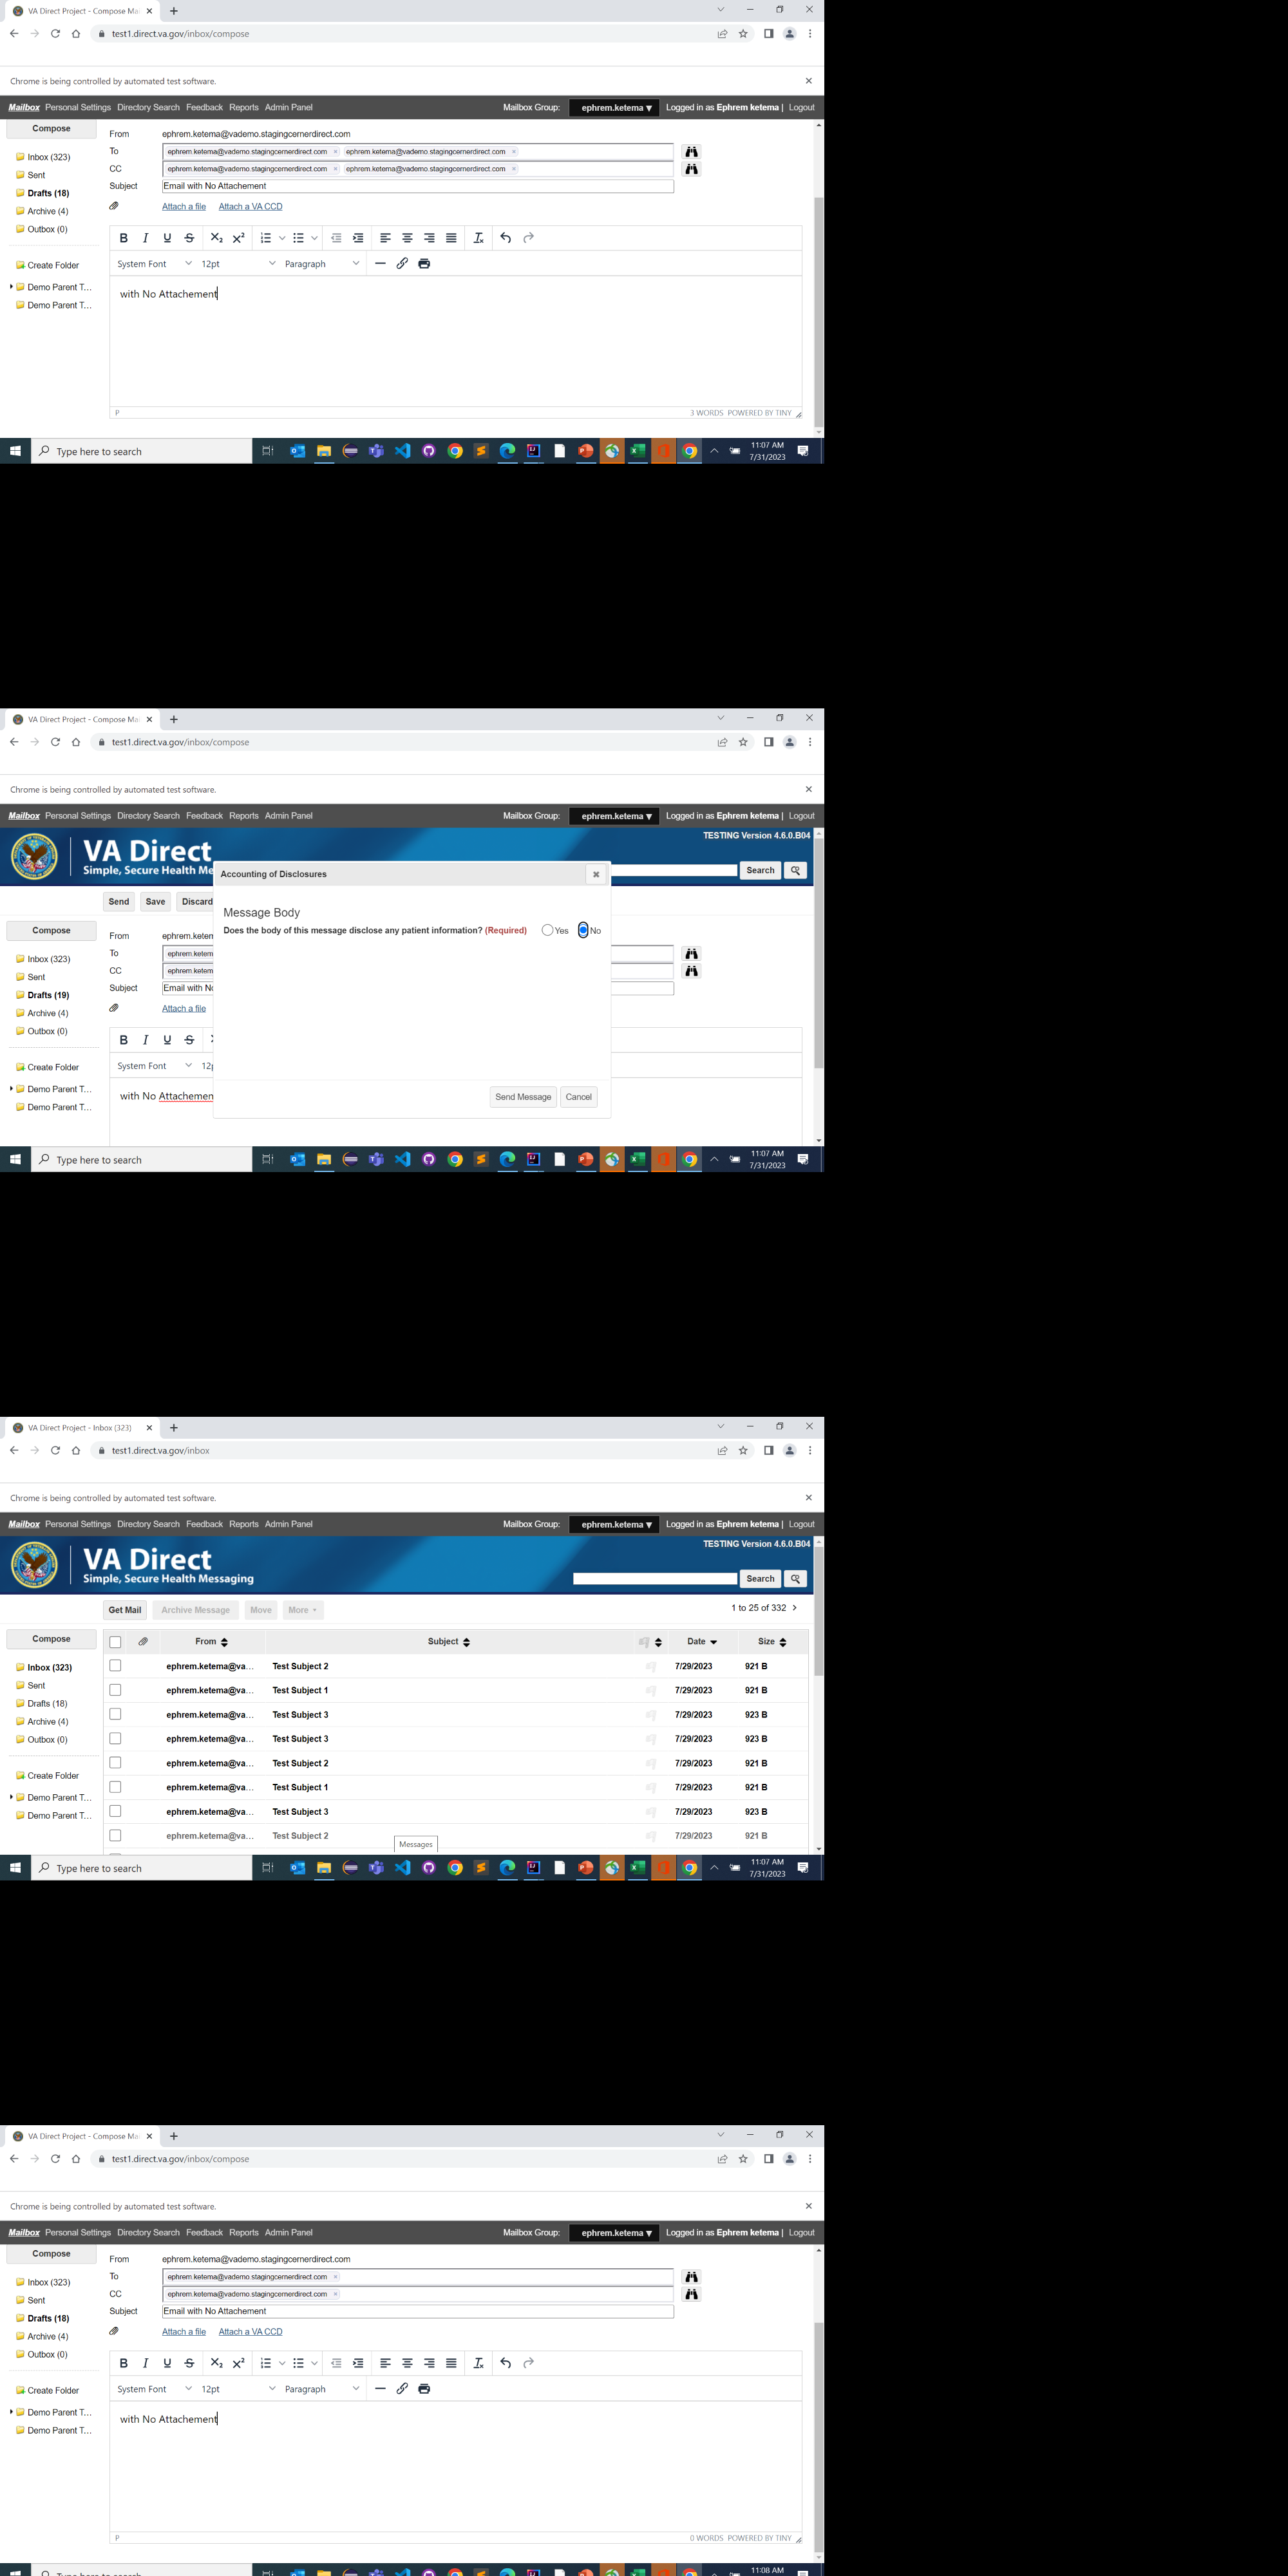 VA Direct Project - Compose Ma
test1.direct.va.gov/inbox/compose
Chrome is being controlled by automated test software.
Mailbox Personal Settings Directory Search Feedback Reports Admin Panel Mailbox Group: ephrem.ketema ▼ Logged in as Ephrem ketema | Logout
Compose
From ephrem.ketema@vademo.stagingcernerdirect.com
Inbox (323)
To ephrem.ketema@vademo.stagingcernerdirect.com × ephrem.ketema@vademo.stagingcernerdirect.com ×
Sent
CC ephrem.ketema@vademo.stagingcernerdirect.com × ephrem.ketema@vademo.stagingcernerdirect.com ×
Drafts (18)
Subject Email with No Attachement
Archive (4)
Attach a file Attach a VA CCD
Outbox (0)
Create Folder
System Font 12pt Paragraph
Demo Parent T...
with No Attachement
Demo Parent T...
P 3 WORDS POWERED BY TINY
Type here to search
11:07 AM
7/31/2023
VA Direct Project - Compose Ma
test1.direct.va.gov/inbox/compose
Chrome is being controlled by automated test software.
Mailbox Personal Settings Directory Search Feedback Reports Admin Panel Mailbox Group: ephrem.ketema ▼ Logged in as Ephrem ketema | Logout
TESTING Version 4.6.0.B04
VA Direct
Simple, Secure Health Me
Search
Accounting of Disclosures
Send Save Discard
Message Body
Does the body of this message disclose any patient information? (Required) Yes No
Compose
From ephrem.keten
Inbox (323)
To ephrem.ketem
Sent
CC ephrem.ketem
Drafts (19)
Subject Email with No
Archive (4)
Attach a file
Outbox (0)
Create Folder
System Font 12p
Demo Parent T...
with No Attachemen
Send Message Cancel
Demo Parent T...
Type here to search
11:07 AM
7/31/2023
VA Direct Project - Inbox (323)
test1.direct.va.gov/inbox
Chrome is being controlled by automated test software.
Mailbox Personal Settings Directory Search Feedback Reports Admin Panel Mailbox Group: ephrem.ketema ▼ Logged in as Ephrem ketema | Logout
TESTING Version 4.6.0.B04
VA Direct
Simple, Secure Health Messaging
Search
Get Mail Archive Message Move More 1 to 25 of 332
Compose
From Subject Date Size
Inbox (323)
Sent
Drafts (18)
Archive (4)
Outbox (0)
Create Folder
Demo Parent T...
Demo Parent T...
ephrem.ketema@va... Test Subject 2 7/29/2023 921 B
ephrem.ketema@va... Test Subject 1 7/29/2023 921 B
ephrem.ketema@va... Test Subject 3 7/29/2023 923 B
ephrem.ketema@va... Test Subject 3 7/29/2023 923 B
ephrem.ketema@va... Test Subject 2 7/29/2023 921 B
ephrem.ketema@va... Test Subject 1 7/29/2023 921 B
ephrem.ketema@va... Test Subject 3 7/29/2023 923 B
ephrem.ketema@va... Test Subject 2 7/29/2023 921 B
Messages
Type here to search
11:07 AM
7/31/2023
VA Direct Project - Compose Ma
test1.direct.va.gov/inbox/compose
Chrome is being controlled by automated test software.
Mailbox Personal Settings Directory Search Feedback Reports Admin Panel Mailbox Group: ephrem.ketema ▼ Logged in as Ephrem ketema | Logout
Compose
From ephrem.ketema@vademo.stagingcernerdirect.com
Inbox (323)
To ephrem.ketema@vademo.stagingcernerdirect.com ×
Sent
CC ephrem.ketema@vademo.stagingcernerdirect.com ×
Drafts (18)
Subject Email with No Attachement
Archive (4)
Attach a file Attach a VA CCD
Outbox (0)
Create Folder
System Font 12pt Paragraph
Demo Parent T...
with No Attachement
Demo Parent T...
P 0 WORDS POWERED BY TINY
11:08 AM